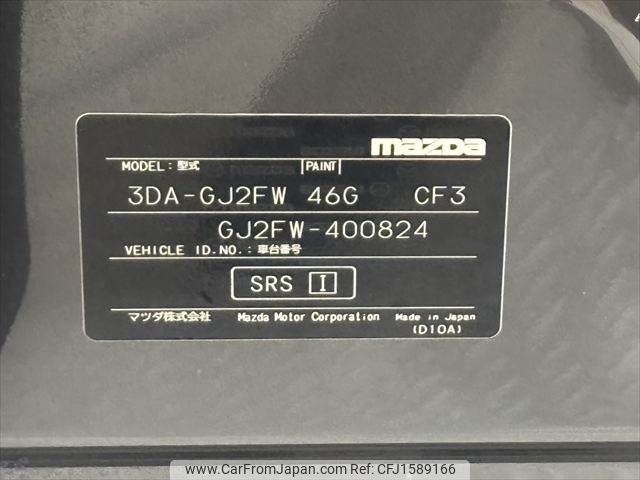 mazda
MODEL:型式 PAINT
3DA-GJ2FW 46G CF3
GJ2FW-400824
VEHICLE ID.NO.:車台番号
SRS I
マツダ株式会社 Mazda Motor Corporation Made in Japan
(D10A)
www.CarFromJapan.com | ID:CFJ1589166